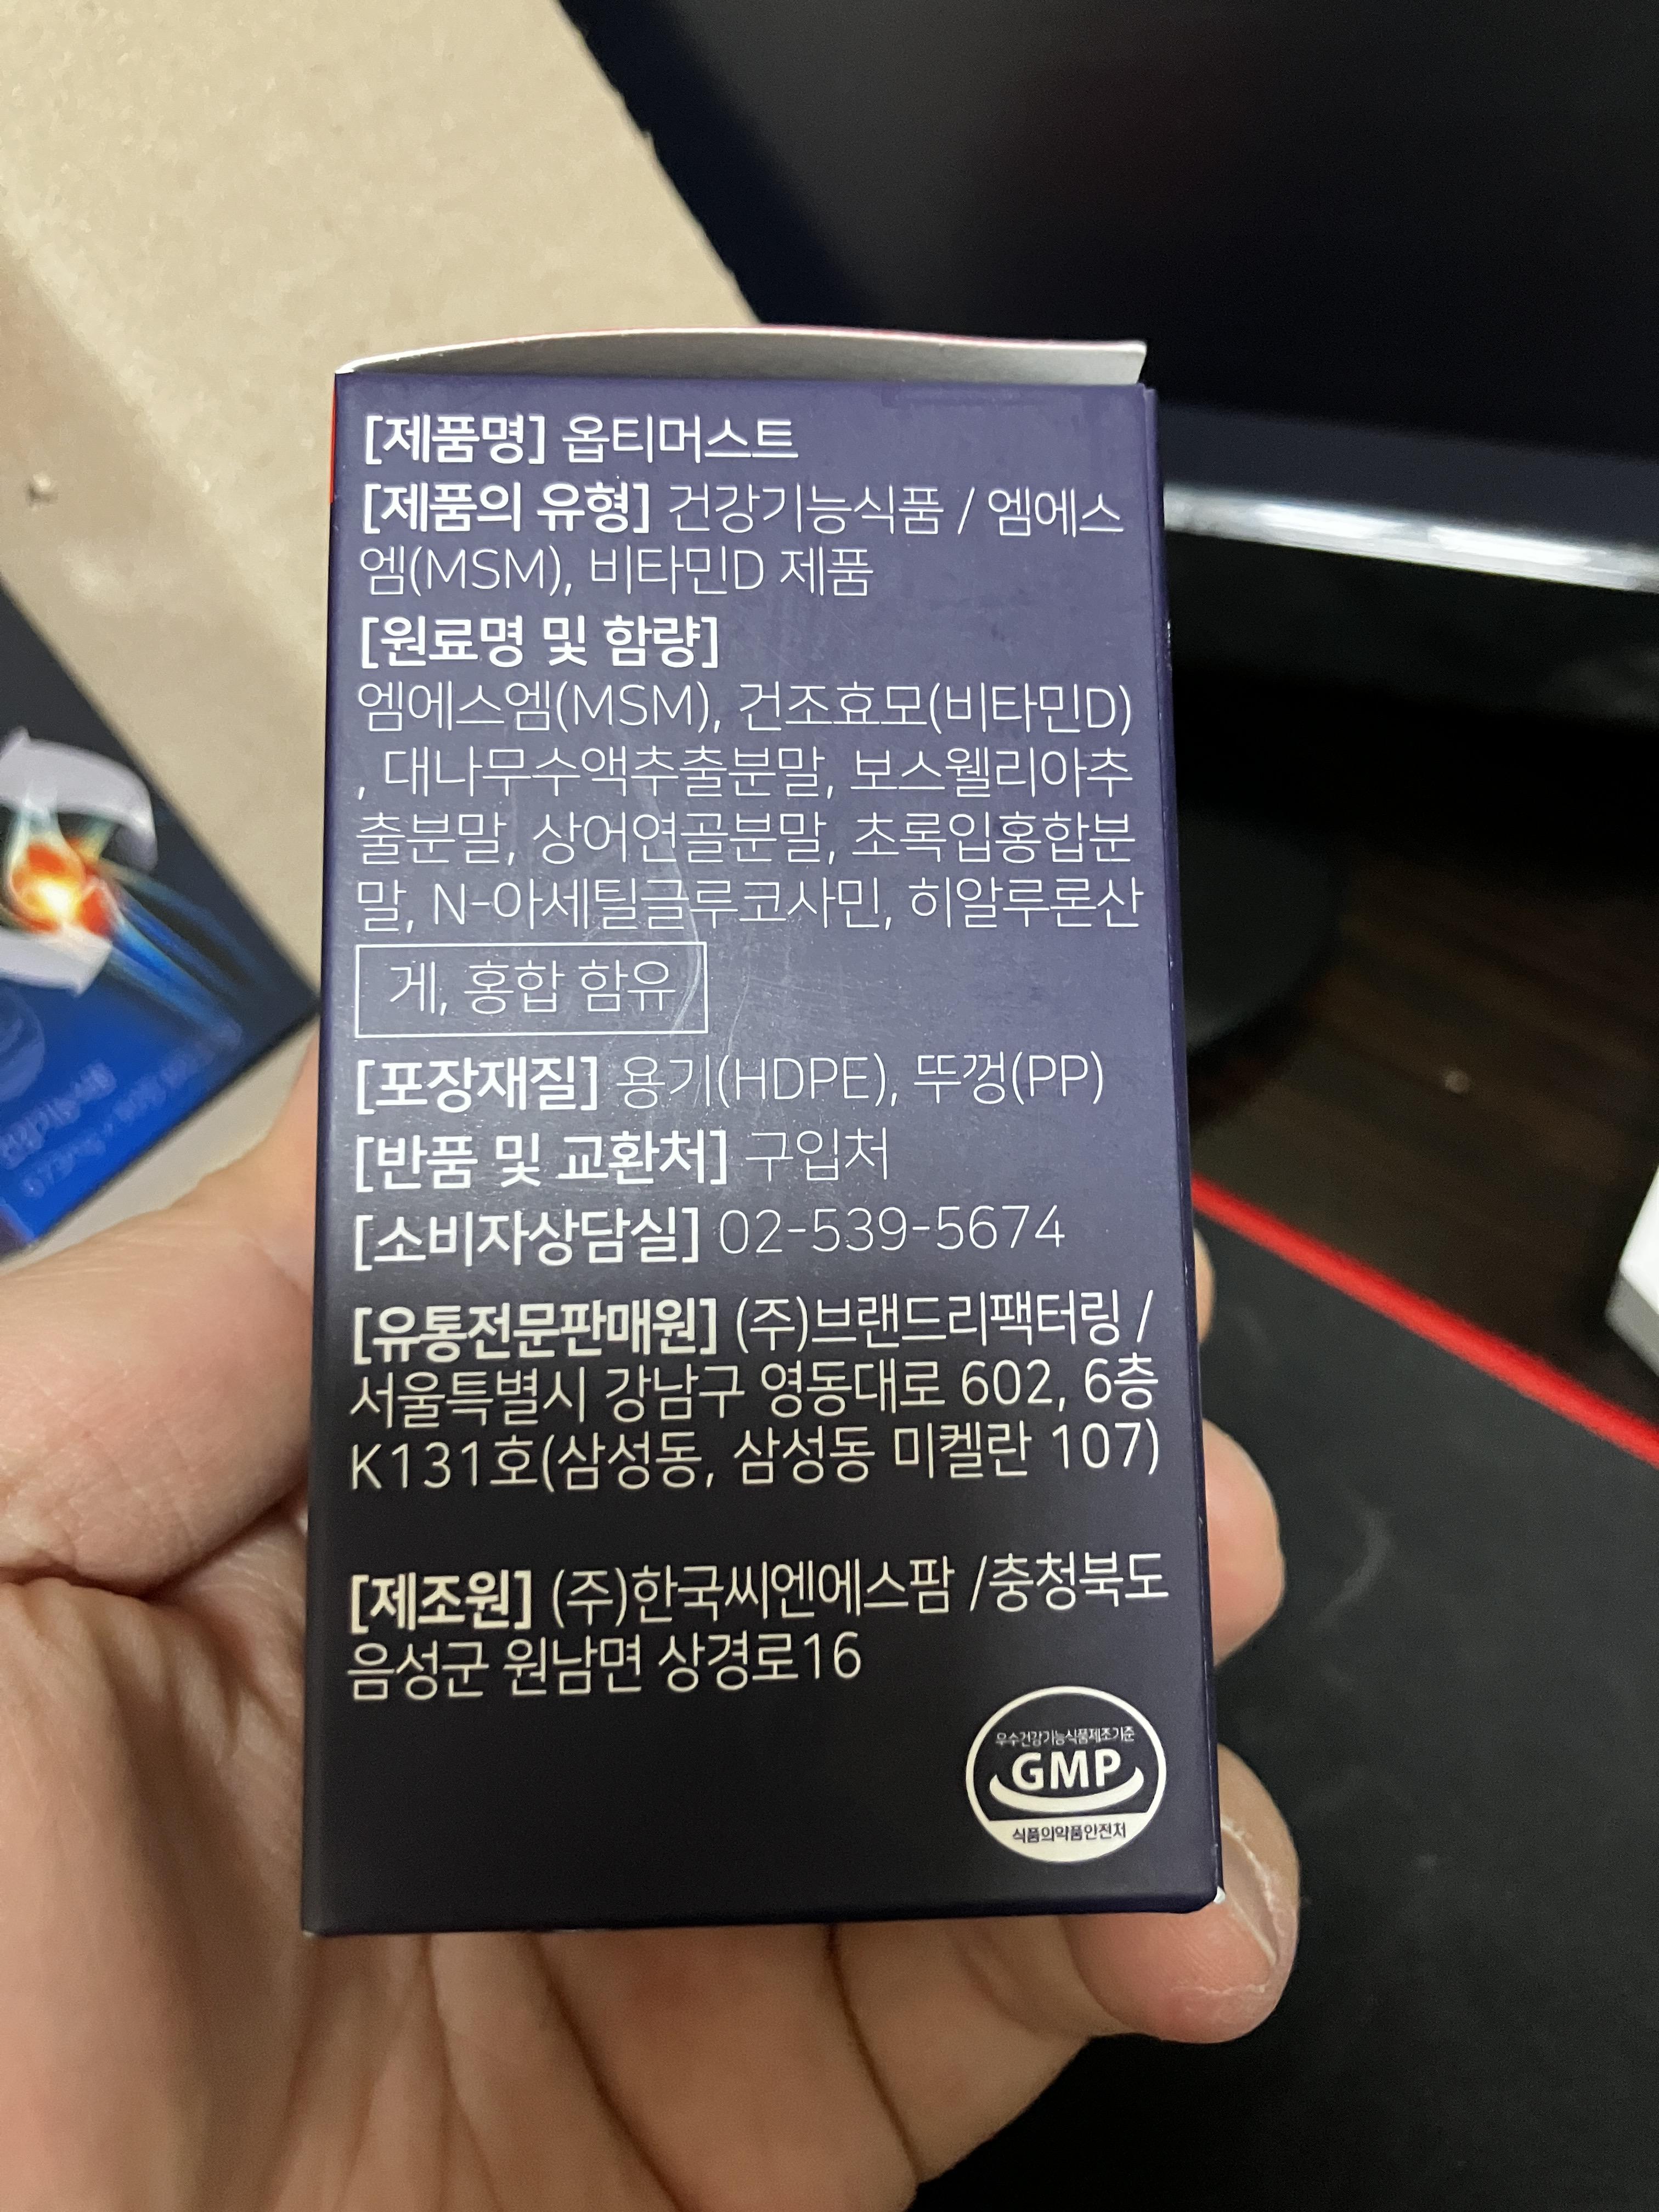 [제품명] 옵티머스트
[제품의 유형] 건강기능식품 / 엠에스
엠(MSM), 비타민D 제품
[원료명 및 함량]
엠에스엠(MSM), 건조효모(비타민D)
, 대나무수액추출분말, 보스웰리아추
출분말, 상어연골분말, 초록입홍합분
말, N-아세틸글루코사민, 히알루론산
게, 홍합 함유
[포장재질] 용기(HDPE), 뚜껑(PP)
[반품 및 교환처] 구입처
[소비자상담실] 02-539-5674
[유통전문판매원] (주)브랜드리팩터링 /
서울특별시 강남구 영동대로 602, 6층
K131호(삼성동, 삼성동 미켈란 107)
[제조원] (주)한국씨엔에스팜 /충청북도
음성군 원남면 상경로16
우수건강기능식품제조기준
GMP
식품의약품안전처